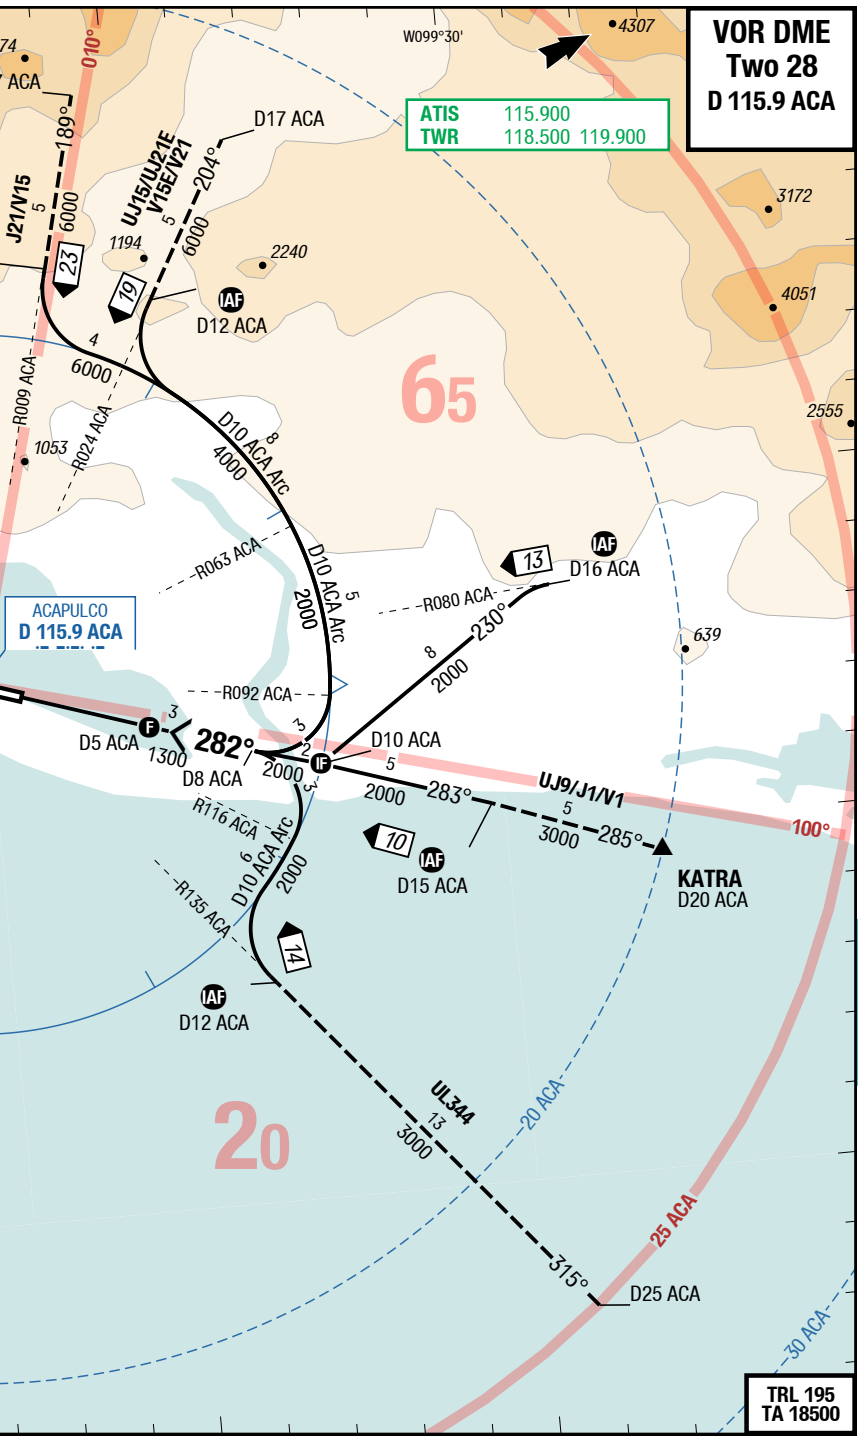 VOR DME
Two 28
D 115.9 ACA
W099°30'
4307
ATIS 115.900
TWR 118.500 119.900
74
ACA
010°
D17 ACA
189°
J21/V15
5
6000
UJ15/UJ21E
V15E/V21
5
204°
6000
3172
1194
2240
23
19
IAF
D12 ACA
4051
4
6000
65
R009 ACA
R024 ACA
2555
1053
D10 ACA Arc
8
4000
R063 ACA
D10 ACA Arc
5
2000
13
IAF
D16 ACA
R080 ACA
230°
ACAPULCO
D 115.9 ACA
639
8
2000
R092 ACA
3
F
D5 ACA
1300
282°
D8 ACA
3
2
2000
IF
D10 ACA
5
2000
283°
UJ9/J1/V1
5
3000
285°
100°
3
R116 ACA
10
IAF
D15 ACA
KATRA
D20 ACA
6
D10 ACA Arc
2000
R135 ACA
14
IAF
D12 ACA
UL344
13
3000
20 ACA
20
25 ACA
315°
D25 ACA
30 ACA
TRL 195
TA 18500